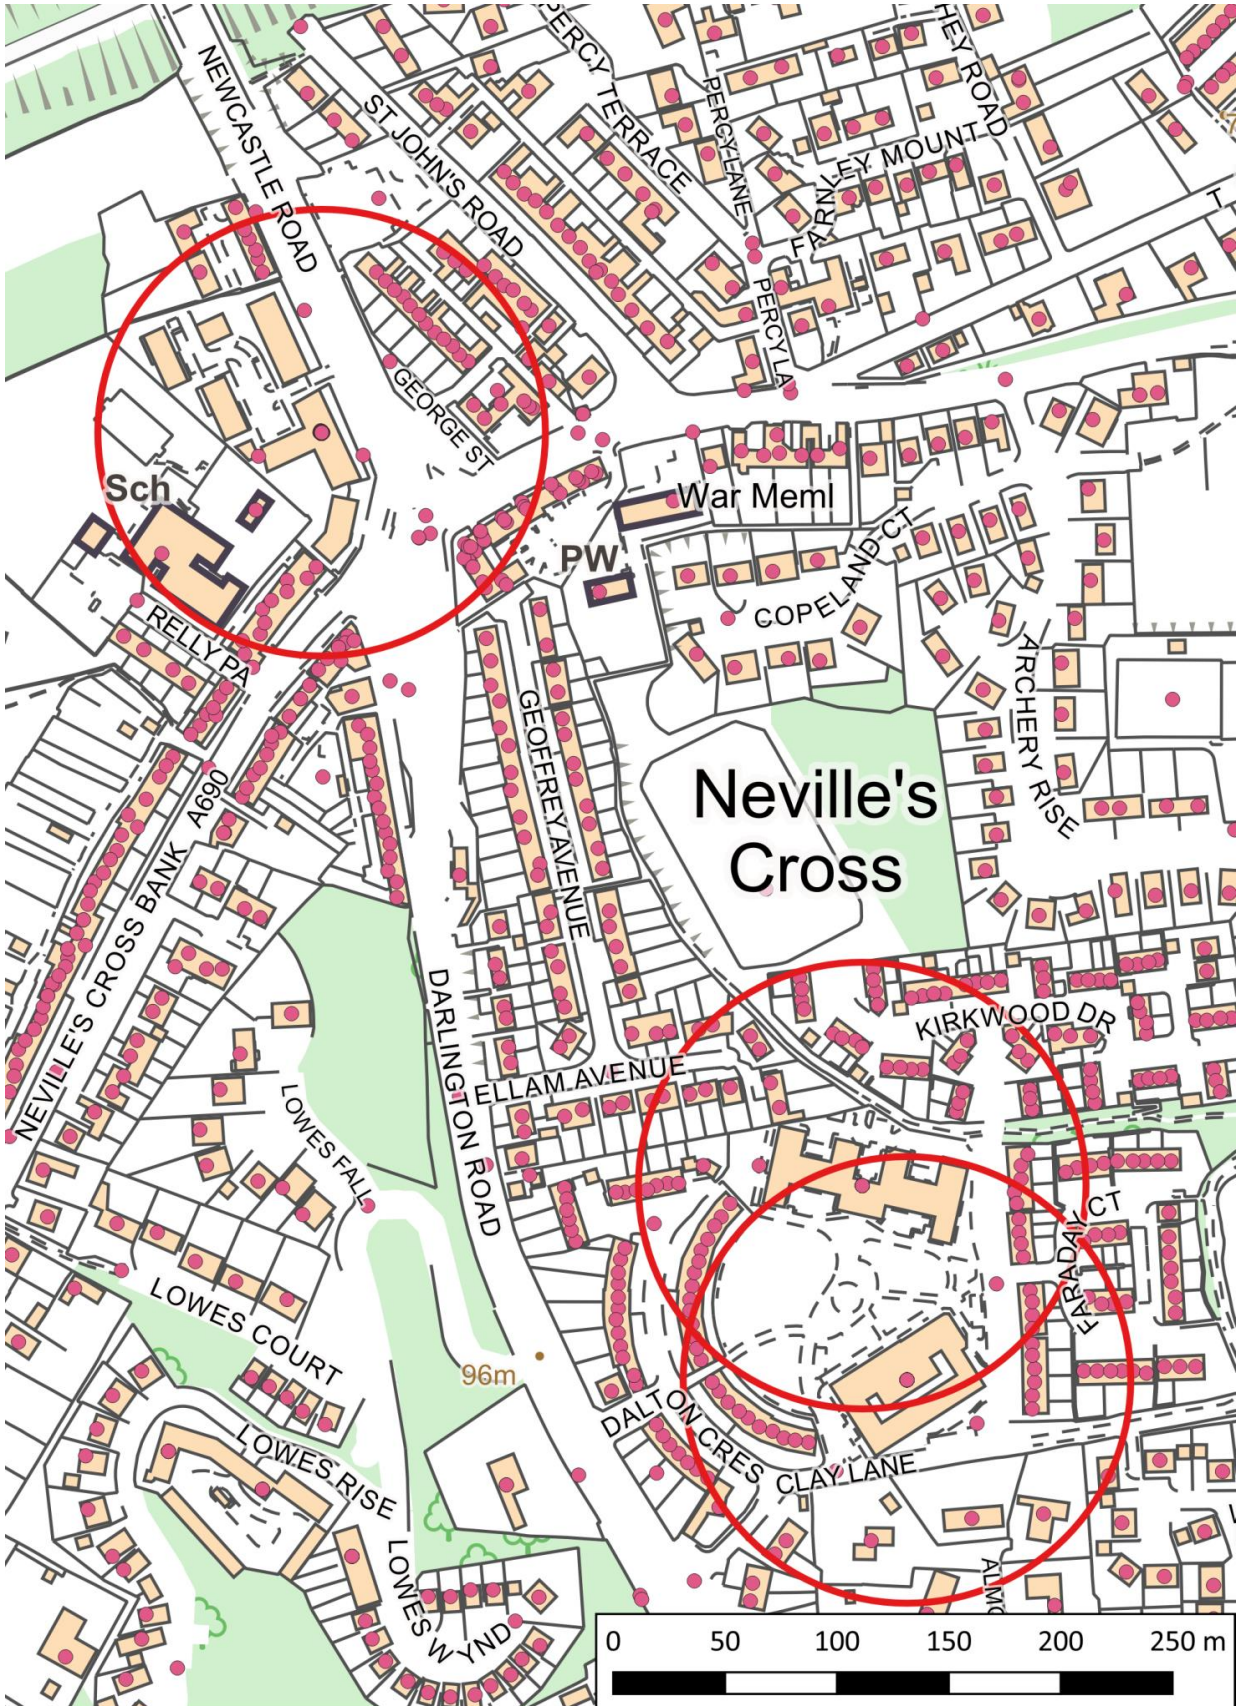 PERCY TERRACE
HEY ROAD
NEWCASTLE ROAD
ST JOHN'S ROAD
PERCY LANE
FARNLEY MOUNT
T
PERCY LA
GEORGE ST
Sch
War Meml
PW
COPELAND CT
RELLY PA
ARCHERY RISE
GEOFFREY AVENUE
Neville's
Cross
A690
NEVILLE'S CROSS BANK
DARLINGTON ROAD
KIRKWOOD DR
ELLAM AVENUE
LOWES FALL
FARADAY CT
LOWES COURT
96m
DALTON CRES
CLAY LANE
LOWES RISE
LOWES WYND
ALMO
0 50 100 150 200 250 m